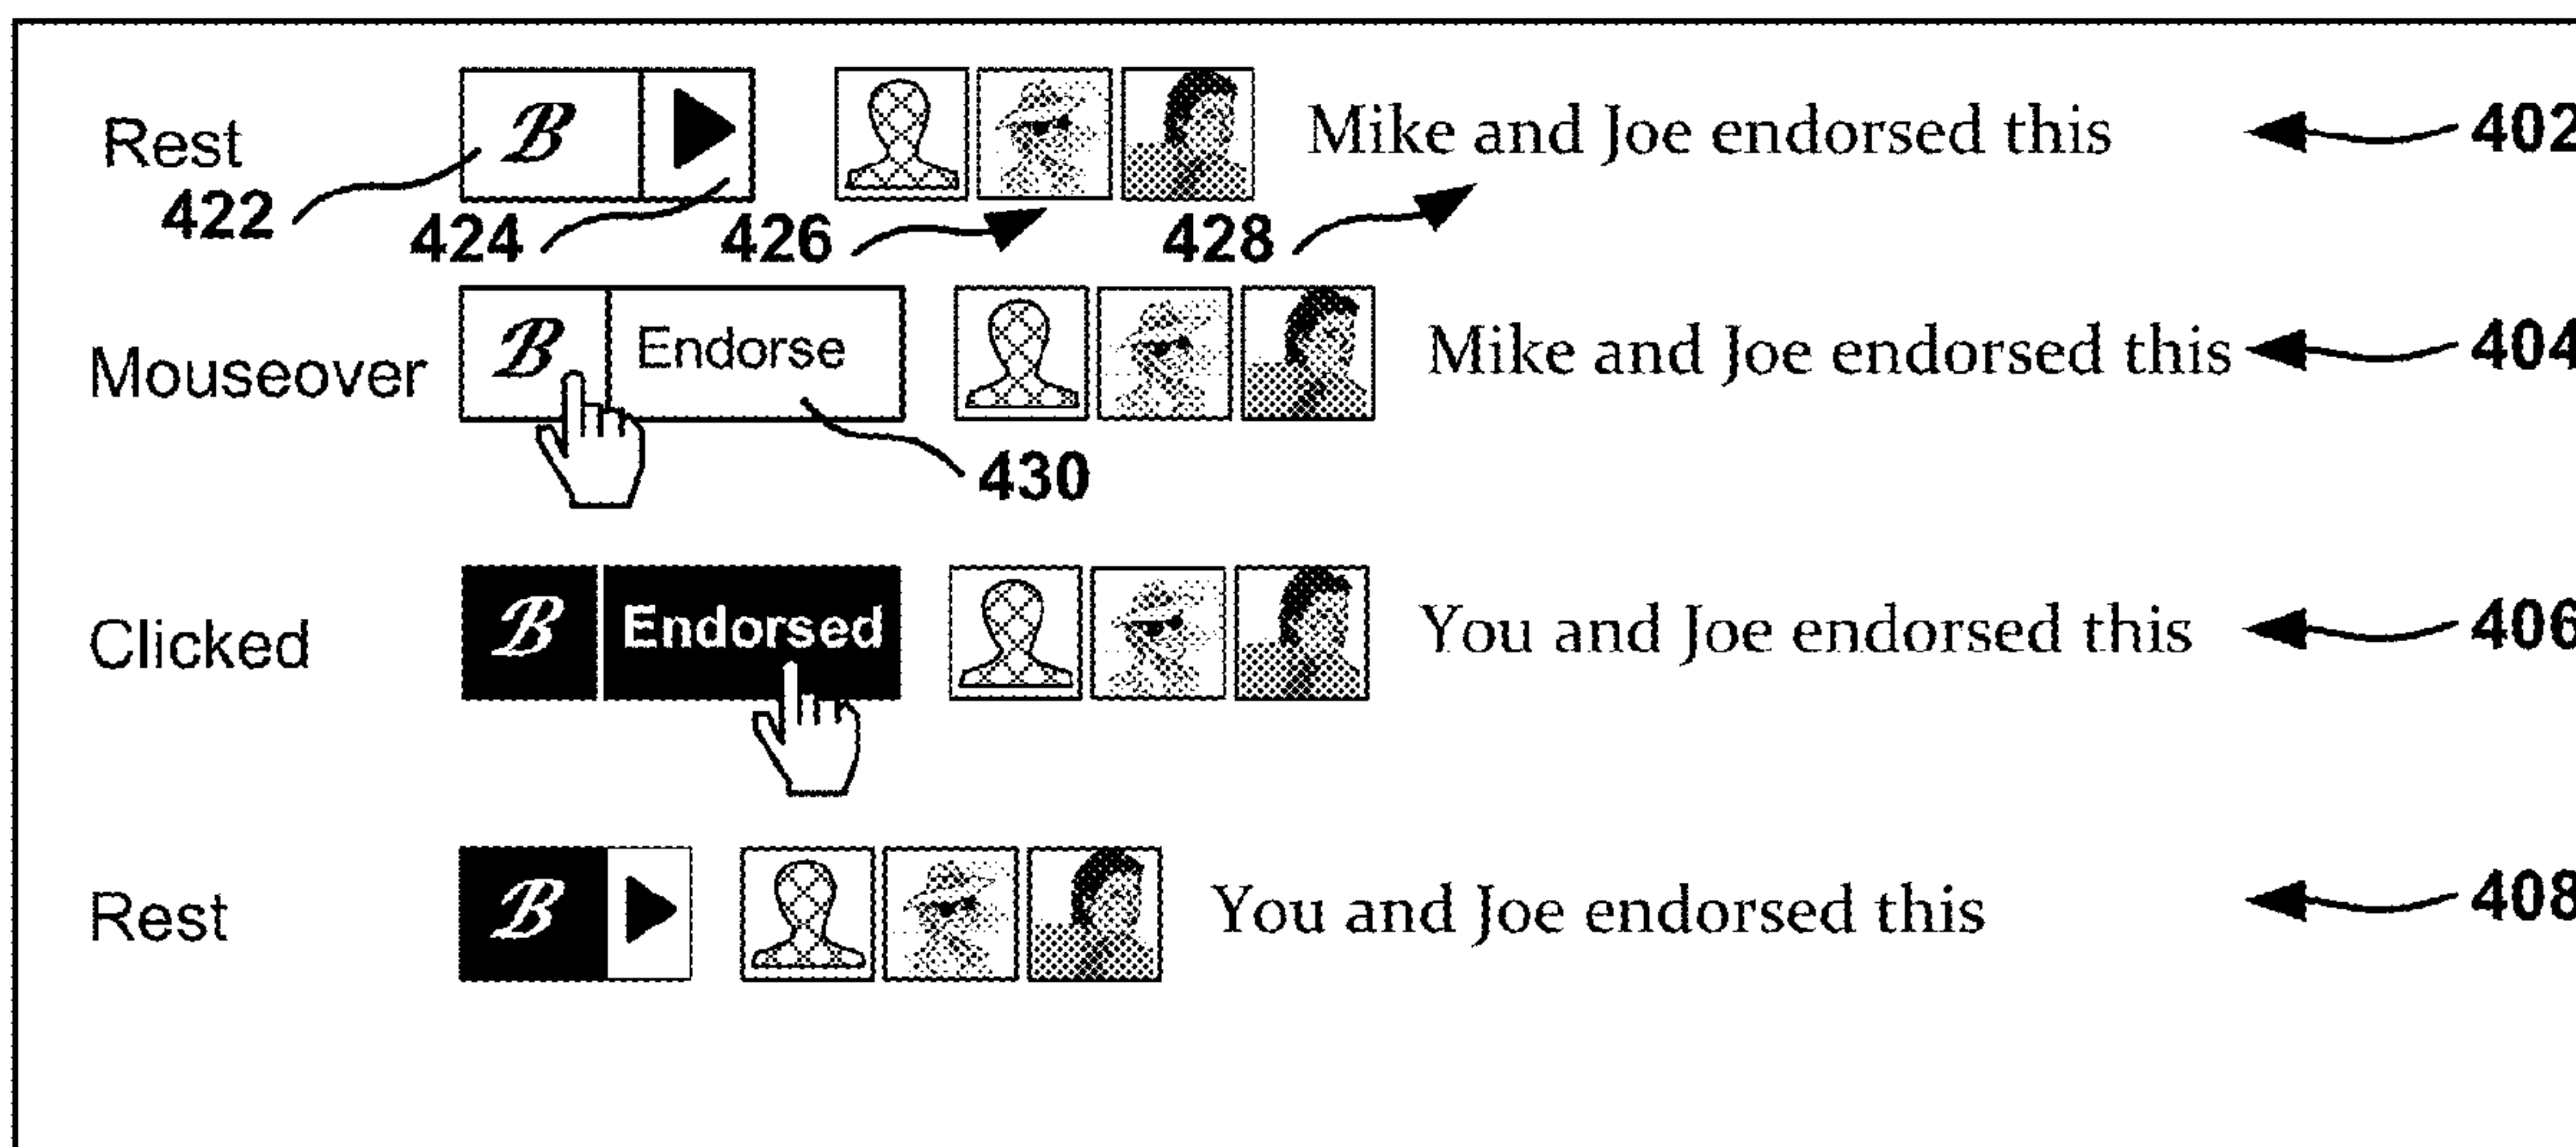 Rest ℬ Mike and Joe endorsed this 402
422 424 426 428
Mouseover ℬ Endorse Mike and Joe endorsed this 404
430
Clicked ℬ Endorsed You and Joe endorsed this 406
Rest ℬ You and Joe endorsed this 408